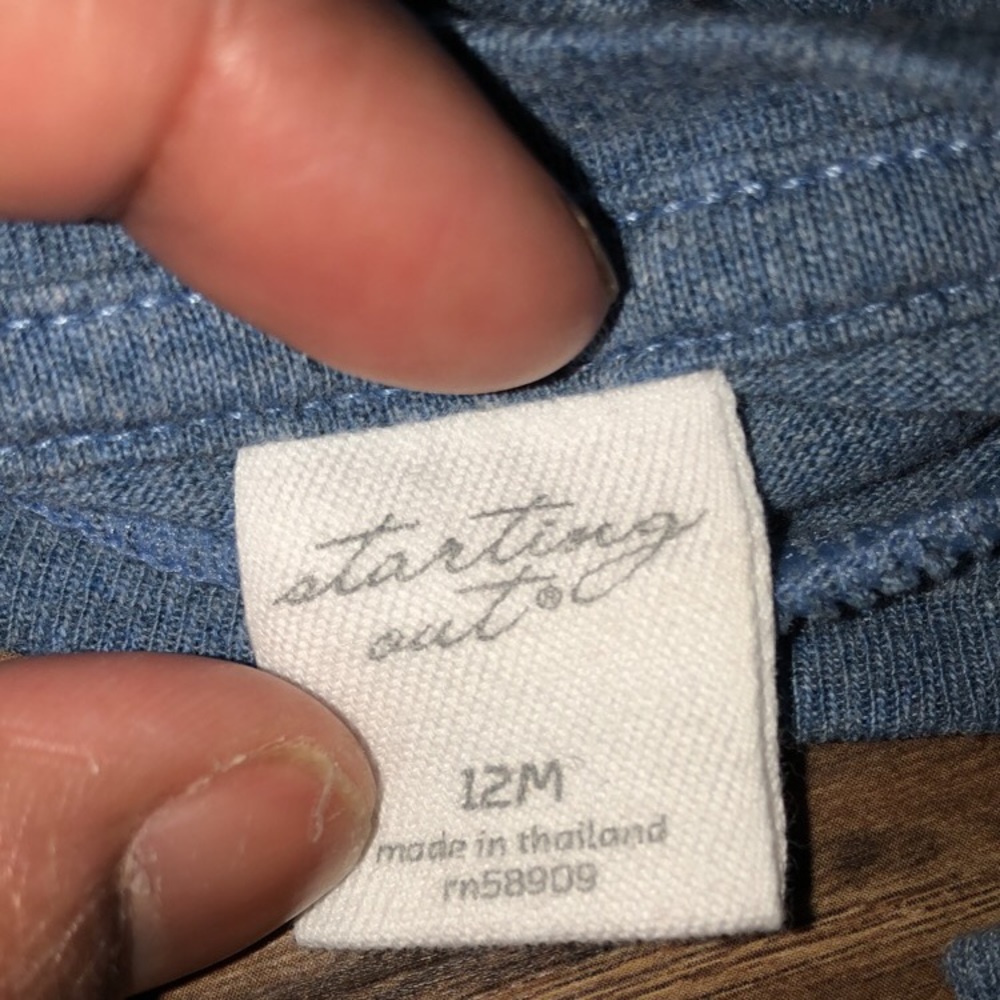 starting
out®
12M
made in thailand
rn58909